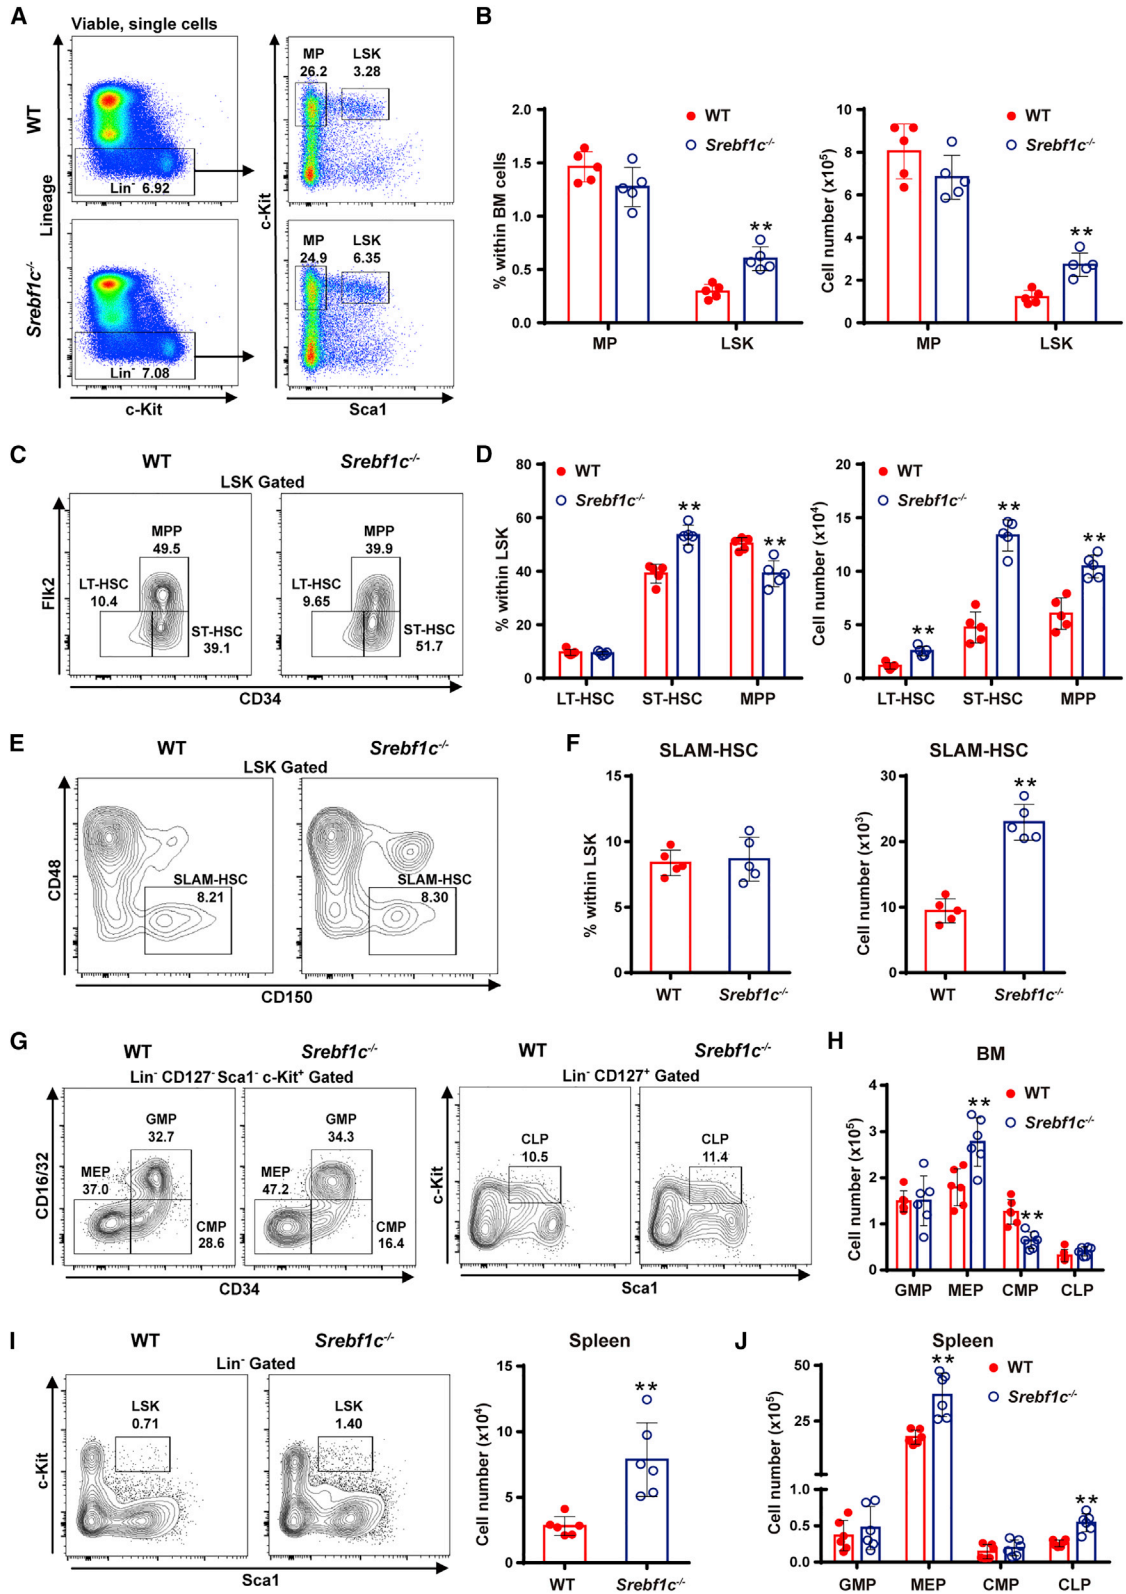 A
Viable, single cells
WT
Srebf1c-/-
Lineage
Lin- 6.92
Lin- 7.08
c-Kit
c-Kit
MP
26.2
LSK
3.28
MP
24.9
LSK
6.35
Sca1
B
% within BM cells
2.0
1.5
1.0
0.5
0.0
WT
Srebf1c-/-
**
MP
LSK
Cell number (x10⁵)
10
8
6
4
2
0
WT
Srebf1c-/-
**
MP
LSK
C
WT
Srebf1c-/-
LSK Gated
Flk2
MPP
49.5
LT-HSC
10.4
ST-HSC
39.1
MPP
39.9
LT-HSC
9.65
ST-HSC
51.7
CD34
D
% within LSK
80
60
40
20
0
WT
Srebf1c-/-
**
**
LT-HSC
ST-HSC
MPP
Cell number (x10⁴)
20
15
10
5
0
WT
Srebf1c-/-
**
**
**
LT-HSC
ST-HSC
MPP
E
WT
Srebf1c-/-
LSK Gated
CD48
SLAM-HSC
8.21
SLAM-HSC
8.30
CD150
F
SLAM-HSC
% within LSK
15
10
5
0
WT
Srebf1c-/-
SLAM-HSC
Cell number (x10³)
30
20
10
0
**
WT
Srebf1c-/-
G
WT
Srebf1c-/-
Lin- CD127- Sca1- c-Kit+ Gated
CD16/32
GMP
32.7
MEP
37.0
CMP
28.6
GMP
34.3
MEP
47.2
CMP
16.4
CD34
WT
Srebf1c-/-
Lin- CD127+ Gated
c-Kit
CLP
10.5
CLP
11.4
Sca1
H
BM
Cell number (x10⁵)
4
3
2
1
0
WT
Srebf1c-/-
**
**
GMP
MEP
CMP
CLP
I
WT
Srebf1c-/-
Lin- Gated
c-Kit
LSK
0.71
LSK
1.40
Sca1
Spleen
Cell number (x10⁴)
15
10
5
0
**
WT
Srebf1c-/-
J
Spleen
Cell number (x10⁵)
50
25
1.0
0.5
0.0
WT
Srebf1c-/-
**
**
GMP
MEP
CMP
CLP